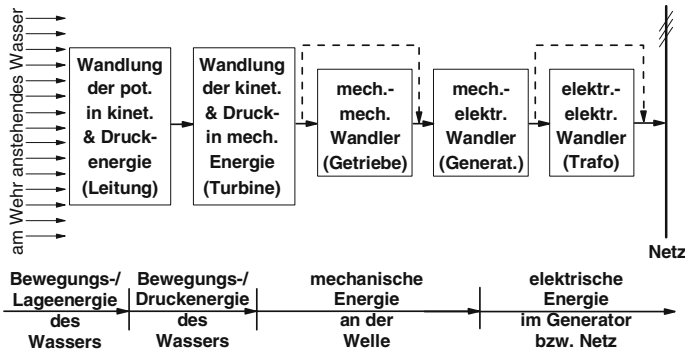 am Wehr anstehendes Wasser
Wandlung
der pot.
in kinet.
& Druck-
energie
(Leitung)
Wandlung
der kinet.
& Druck-
in mech.
Energie
(Turbine)
mech.-
mech.
Wandler
(Getriebe)
mech.-
elektr.
Wandler
(Generat.)
elektr.-
elektr.
Wandler
(Trafo)
Netz
Bewegungs-/
Lageenergie
des
Wassers
Bewegungs-/
Druckenergie
des
Wassers
mechanische
Energie
an der
Welle
elektrische
Energie
im Generator
bzw. Netz